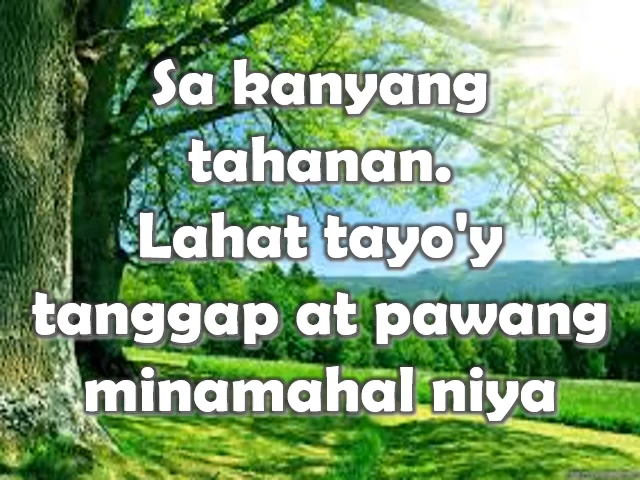 Sa kanyang
tahanan.
Lahat tayo'y
tanggap at pawang
minamahal niya